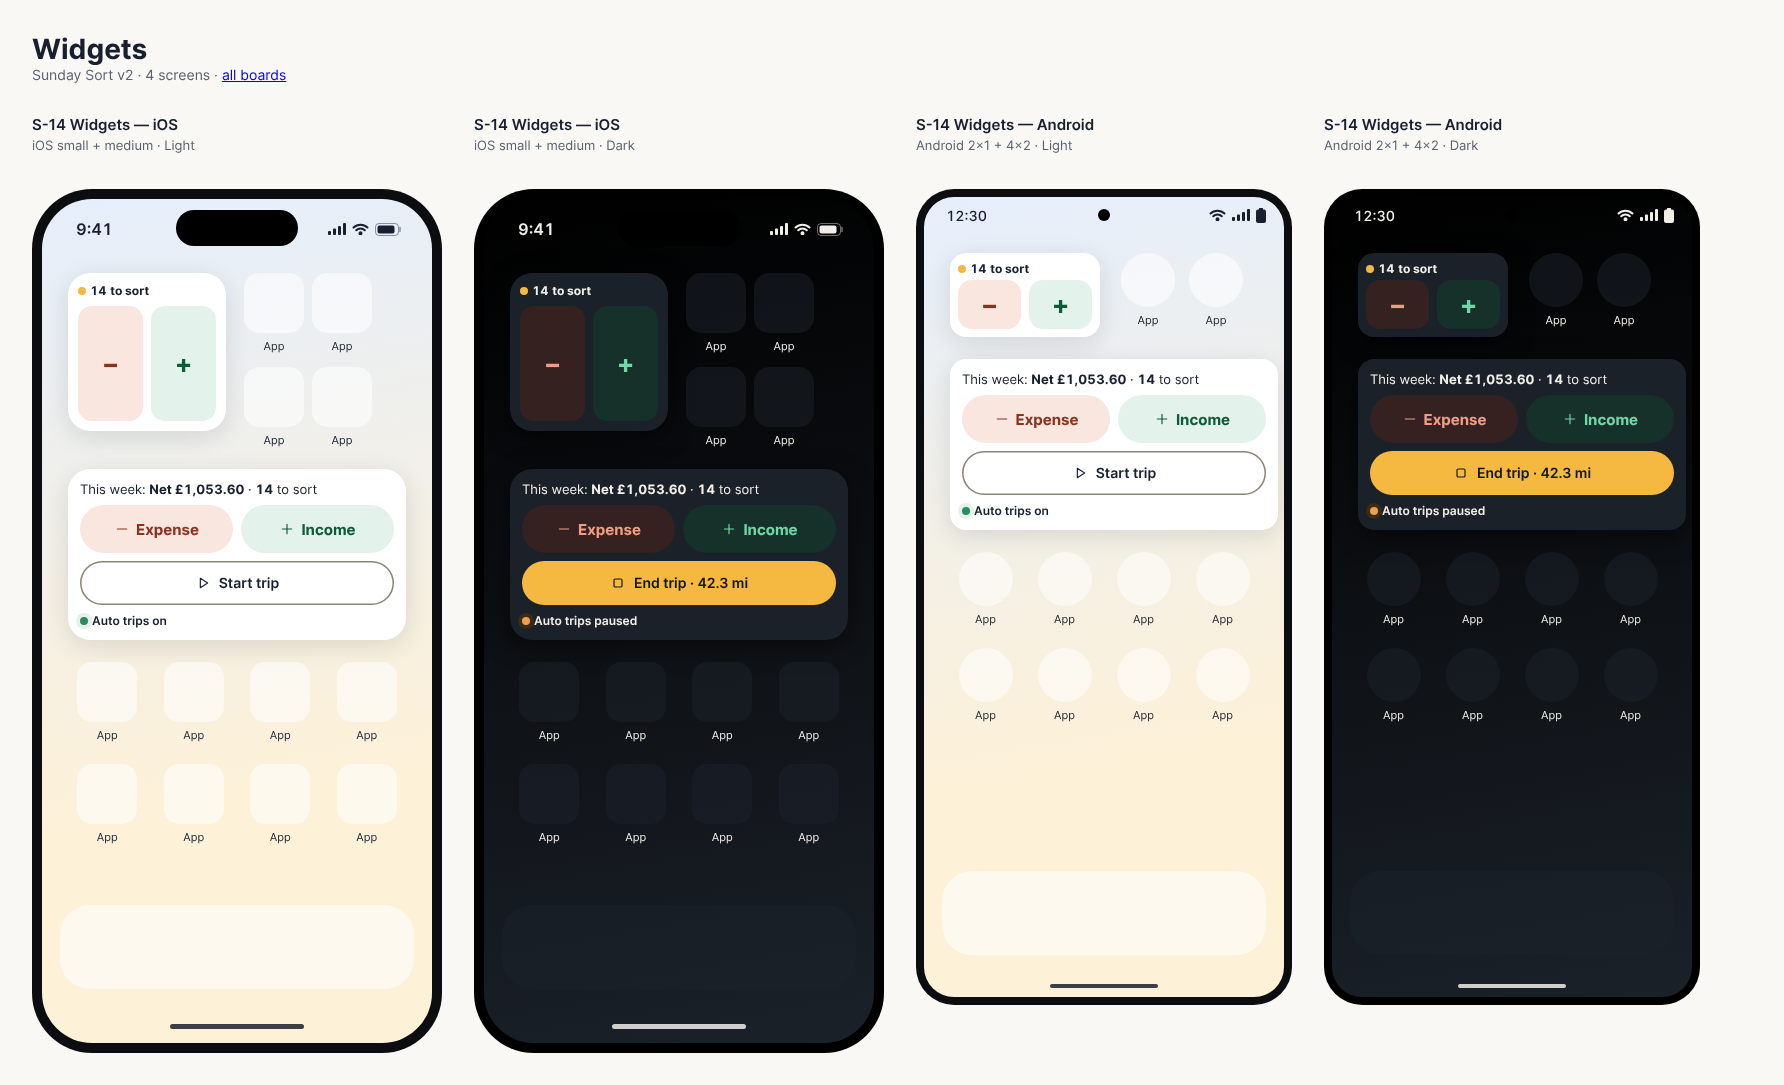 Widgets
Sunday Sort v2 · 4 screens · all boards
S-14 Widgets — iOS
iOS small + medium · Light
9:41
14 to sort
−
+
App
App
App
App
This week: Net £1,053.60 · 14 to sort
− Expense
+ Income
Start trip
Auto trips on
App
App
App
App
App
App
App
App
S-14 Widgets — iOS
iOS small + medium · Dark
9:41
14 to sort
−
+
App
App
App
App
This week: Net £1,053.60 · 14 to sort
− Expense
+ Income
End trip · 42.3 mi
Auto trips paused
App
App
App
App
App
App
App
App
S-14 Widgets — Android
Android 2×1 + 4×2 · Light
12:30
14 to sort
−
+
App
App
This week: Net £1,053.60 · 14 to sort
− Expense
+ Income
Start trip
Auto trips on
App
App
App
App
App
App
App
App
S-14 Widgets — Android
Android 2×1 + 4×2 · Dark
12:30
14 to sort
−
+
App
App
This week: Net £1,053.60 · 14 to sort
− Expense
+ Income
End trip · 42.3 mi
Auto trips paused
App
App
App
App
App
App
App
App